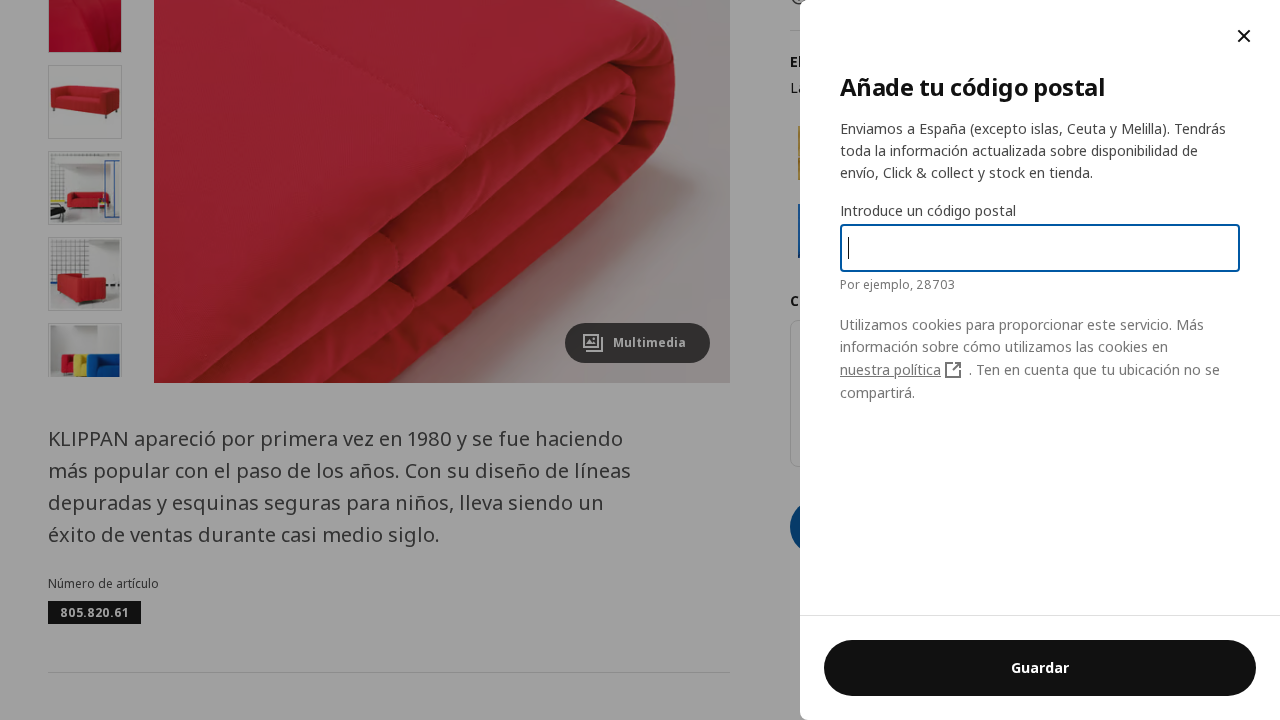 Multimedia
KLIPPAN apareció por primera vez en 1980 y se fue haciendo
más popular con el paso de los años. Con su diseño de líneas
depuradas y esquinas seguras para niños, lleva siendo un
éxito de ventas durante casi medio siglo.
Número de artículo
805.820.61
Añade tu código postal
Enviamos a España (excepto islas, Ceuta y Melilla). Tendrás
toda la información actualizada sobre disponibilidad de
envío, Click & collect y stock en tienda.
Introduce un código postal
Por ejemplo, 28703
Utilizamos cookies para proporcionar este servicio. Más
información sobre cómo utilizamos las cookies en
nuestra política . Ten en cuenta que tu ubicación no se
compartirá.
Guardar